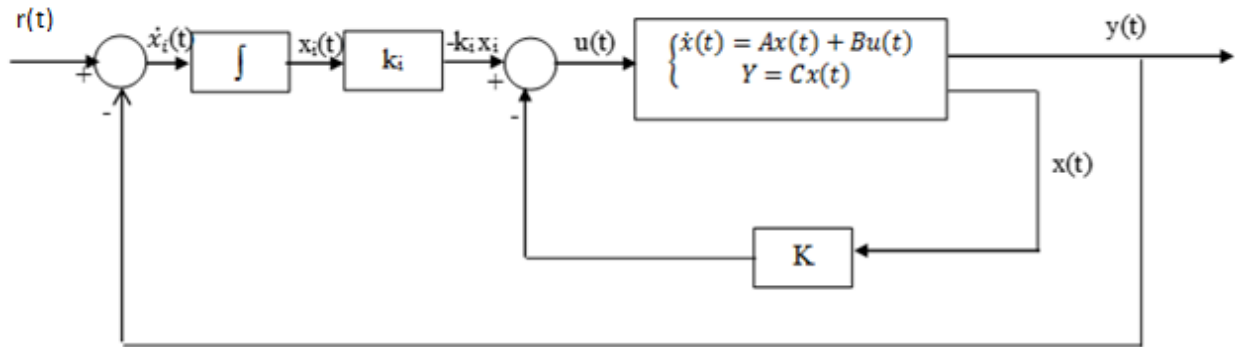 r(t)
ẋᵢ(t)
∫
xᵢ(t)
kᵢ
-kᵢxᵢ
u(t)
{ẋ(t) = Ax(t) + Bu(t)
Y = Cx(t)
y(t)
+
-
+
-
x(t)
K